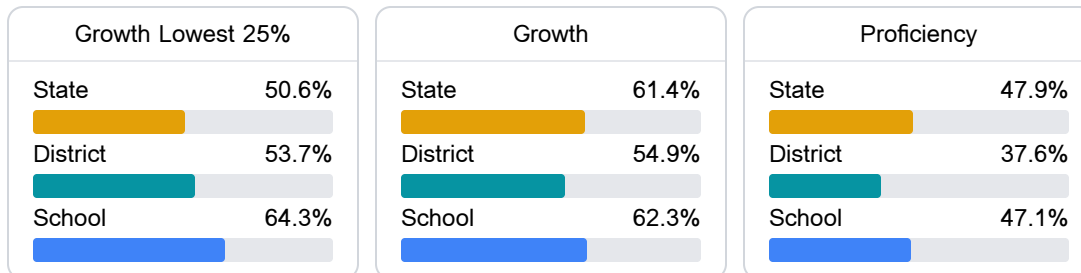 Growth Lowest 25%
State 50.6%
District 53.7%
School 64.3%
Growth
State 61.4%
District 54.9%
School 62.3%
Proficiency
State 47.9%
District 37.6%
School 47.1%